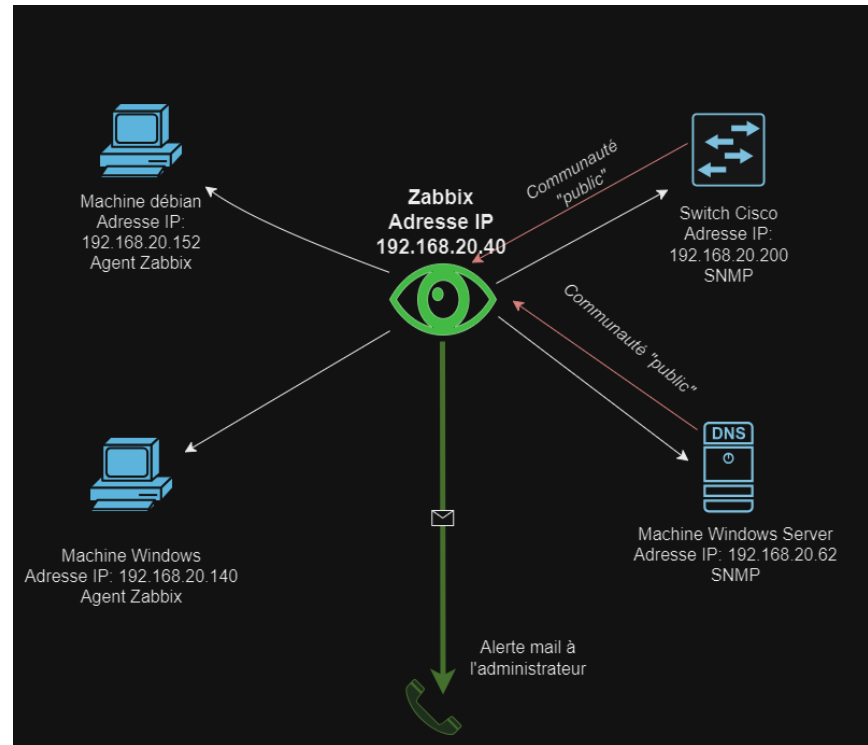 Machine débian
Adresse IP:
192.168.20.152
Agent Zabbix
Zabbix
Adresse IP
192.168.20.40
Communauté
"public"
Switch Cisco
Adresse IP:
192.168.20.200
SNMP
Communauté "public"
Machine Windows
Adresse IP: 192.168.20.140
Agent Zabbix
DNS
Machine Windows Server
Adresse IP: 192.168.20.62
SNMP
Alerte mail à
l'administrateur